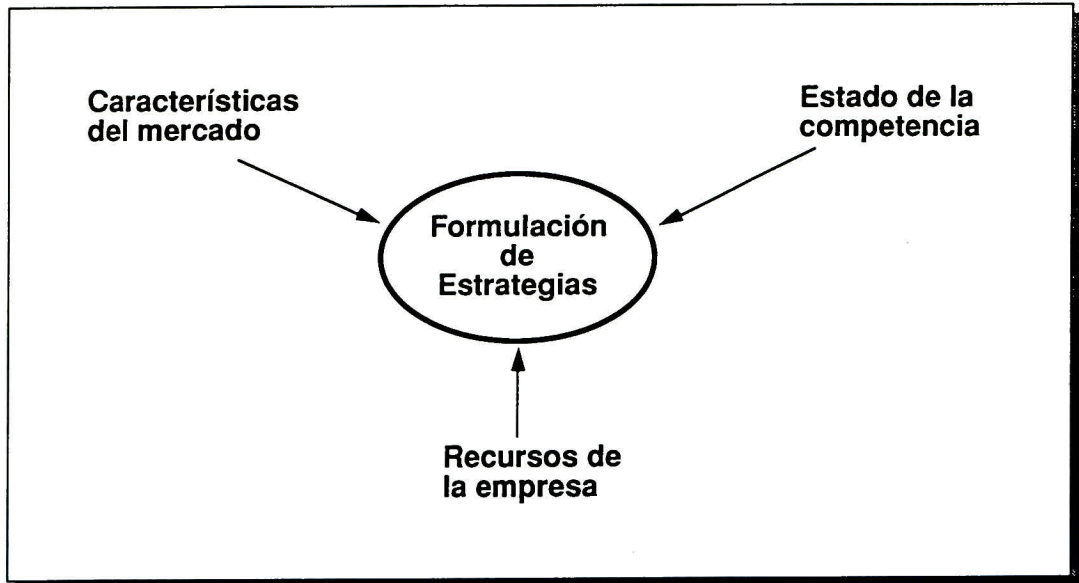 Características
del mercado
Estado de la
competencia
Formulación
de
Estrategias
Recursos de
la empresa